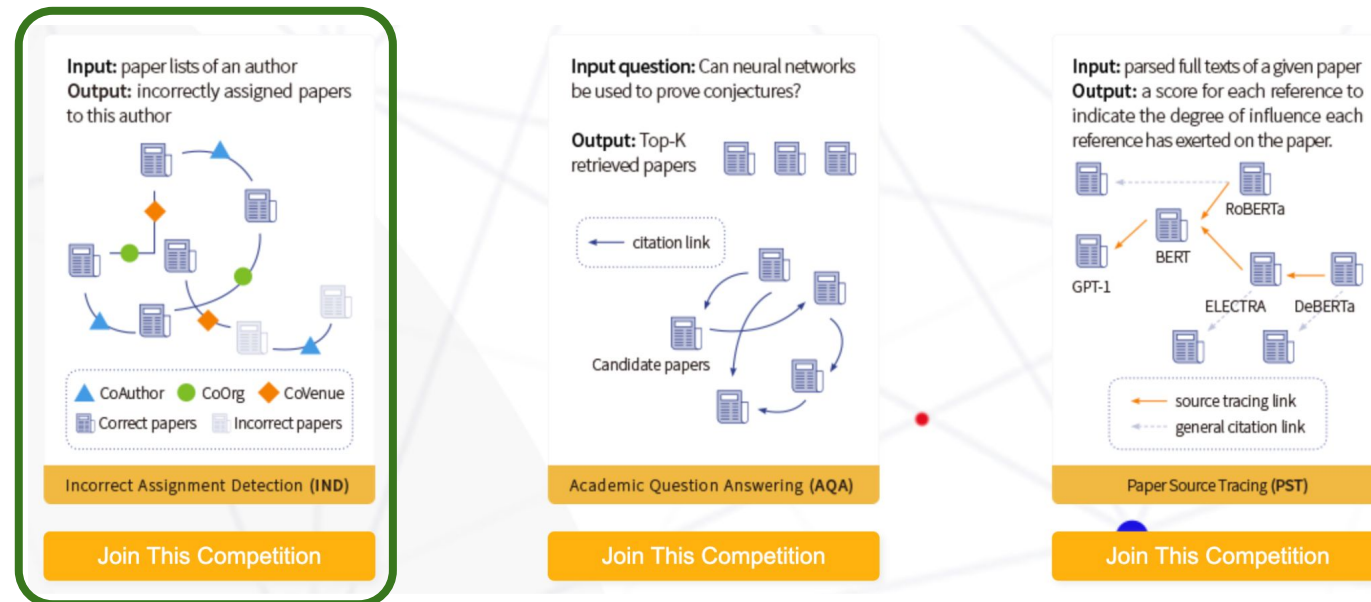 Input: paper lists of an author
Output: incorrectly assigned papers
to this author
CoAuthor CoOrg CoVenue
Correct papers Incorrect papers
Incorrect Assignment Detection (IND)
Join This Competition
Input question: Can neural networks
be used to prove conjectures?
Output: Top-K
retrieved papers
citation link
Candidate papers
Academic Question Answering (AQA)
Join This Competition
Input: parsed full texts of a given paper
Output: a score for each reference to
indicate the degree of influence each
reference has exerted on the paper.
RoBERTa
BERT
GPT-1
ELECTRA DeBERTa
source tracing link
general citation link
Paper Source Tracing (PST)
Join This Competition